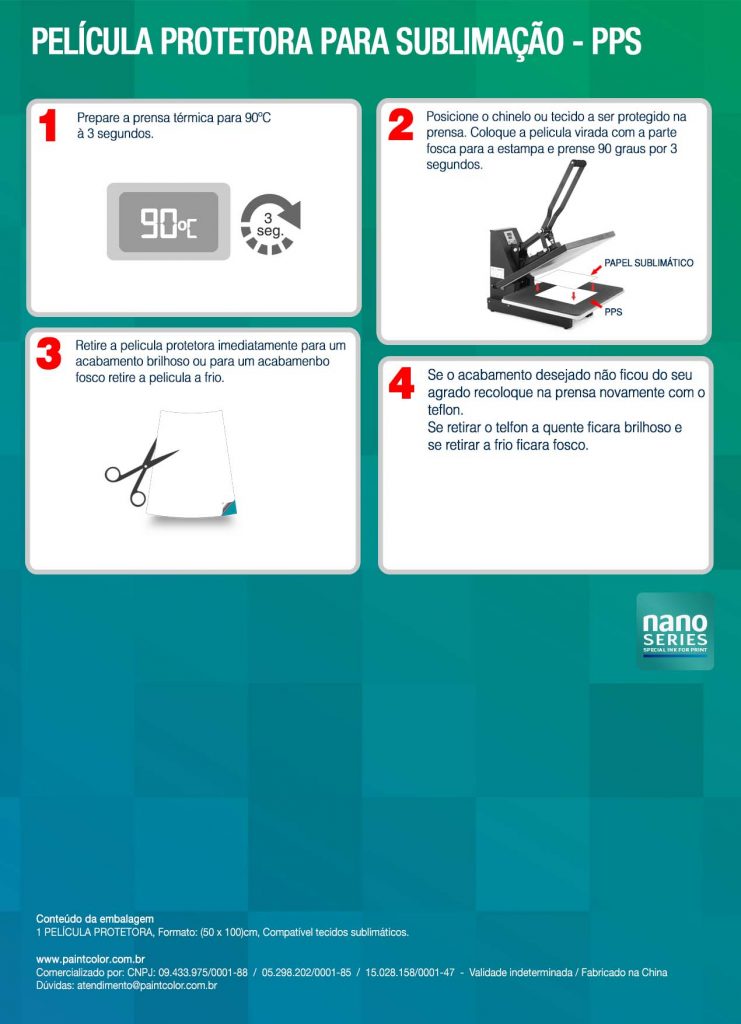 PELÍCULA PROTETORA PARA SUBLIMAÇÃO - PPS
1
Prepare a prensa térmica para 90ºC
à 3 segundos.
90ºC
3
seg.
2
Posicione o chinelo ou tecido a ser protegido na
prensa. Coloque a pelicula virada com a parte
fosca para a estampa e prense 90 graus por 3
segundos.
PAPEL SUBLIMÁTICO
PPS
3
Retire a pelicula protetora imediatamente para um
acabamento brilhoso ou para um acabamenbo
fosco retire a pelicula a frio.
4
Se o acabamento desejado não ficou do seu
agrado recoloque na prensa novamente com o
teflon.
Se retirar o telfon a quente ficara brilhoso e
se retirar a frio ficara fosco.
nano
SERIES
SPECIAL INK FOR PRINT
Conteúdo da embalagem
1 PELÍCULA PROTETORA, Formato: (50 x 100)cm, Compatível tecidos sublimáticos.
www.paintcolor.com.br
Comercializado por: CNPJ: 09.433.975/0001-88 / 05.298.202/0001-85 / 15.028.158/0001-47 - Validade indeterminada / Fabricado na China
Dúvidas: atendimento@paintcolor.com.br